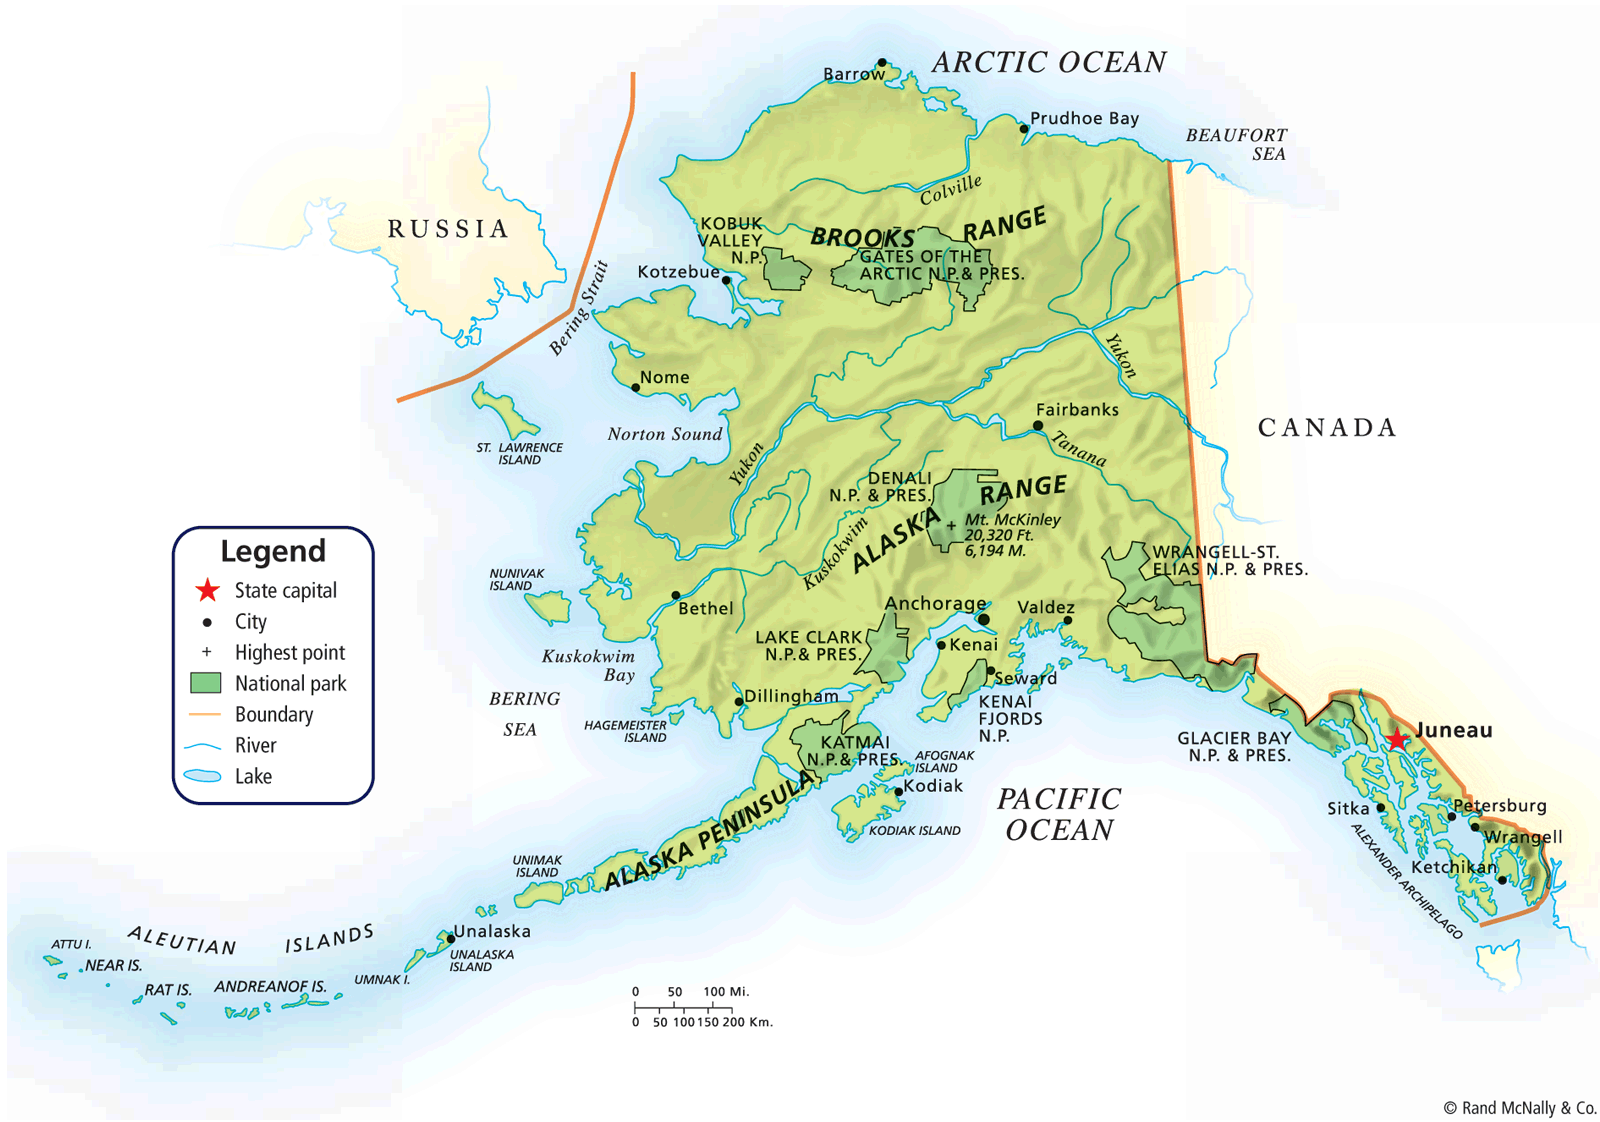 ARCTIC OCEAN
Barrow
Prudhoe Bay
BEAUFORT
SEA
RUSSIA
Colville
KOBUK
VALLEY
N.P.
BROOKS RANGE
GATES OF THE
ARCTIC N.P. & PRES.
Kotzebue
Bering Strait
Yukon
Nome
CANADA
Fairbanks
Norton Sound
ST. LAWRENCE
ISLAND
Yukon
Tanana
DENALI
N.P. & PRES.
ALASKA RANGE
Mt. McKinley
20,320 Ft.
6,194 M.
Kuskokwim
WRANGELL-ST.
ELIAS N.P. & PRES.
Legend
State capital
City
Highest point
National park
Boundary
River
Lake
NUNIVAK
ISLAND
Bethel
Anchorage
Valdez
LAKE CLARK
N.P. & PRES.
Kenai
Kuskokwim
Bay
Seward
BERING
SEA
Dillingham
KENAI
FJORDS
N.P.
HAGEMEISTER
ISLAND
KATMAI
N.P. & PRES.
GLACIER BAY
N.P. & PRES.
Juneau
AFOGNAK
ISLAND
Kodiak
KODIAK ISLAND
PACIFIC
OCEAN
Sitka
Petersburg
Wrangell
Ketchikan
ALEXANDER ARCHIPELAGO
ALASKA PENINSULA
UNIMAK
ISLAND
ALEUTIAN ISLANDS
Unalaska
UNALASKA
ISLAND
ATTU I.
NEAR IS.
RAT IS.
ANDREANOF IS.
UMNAK I.
0 50 100 Mi.
0 50 100 150 200 Km.
© Rand McNally & Co.